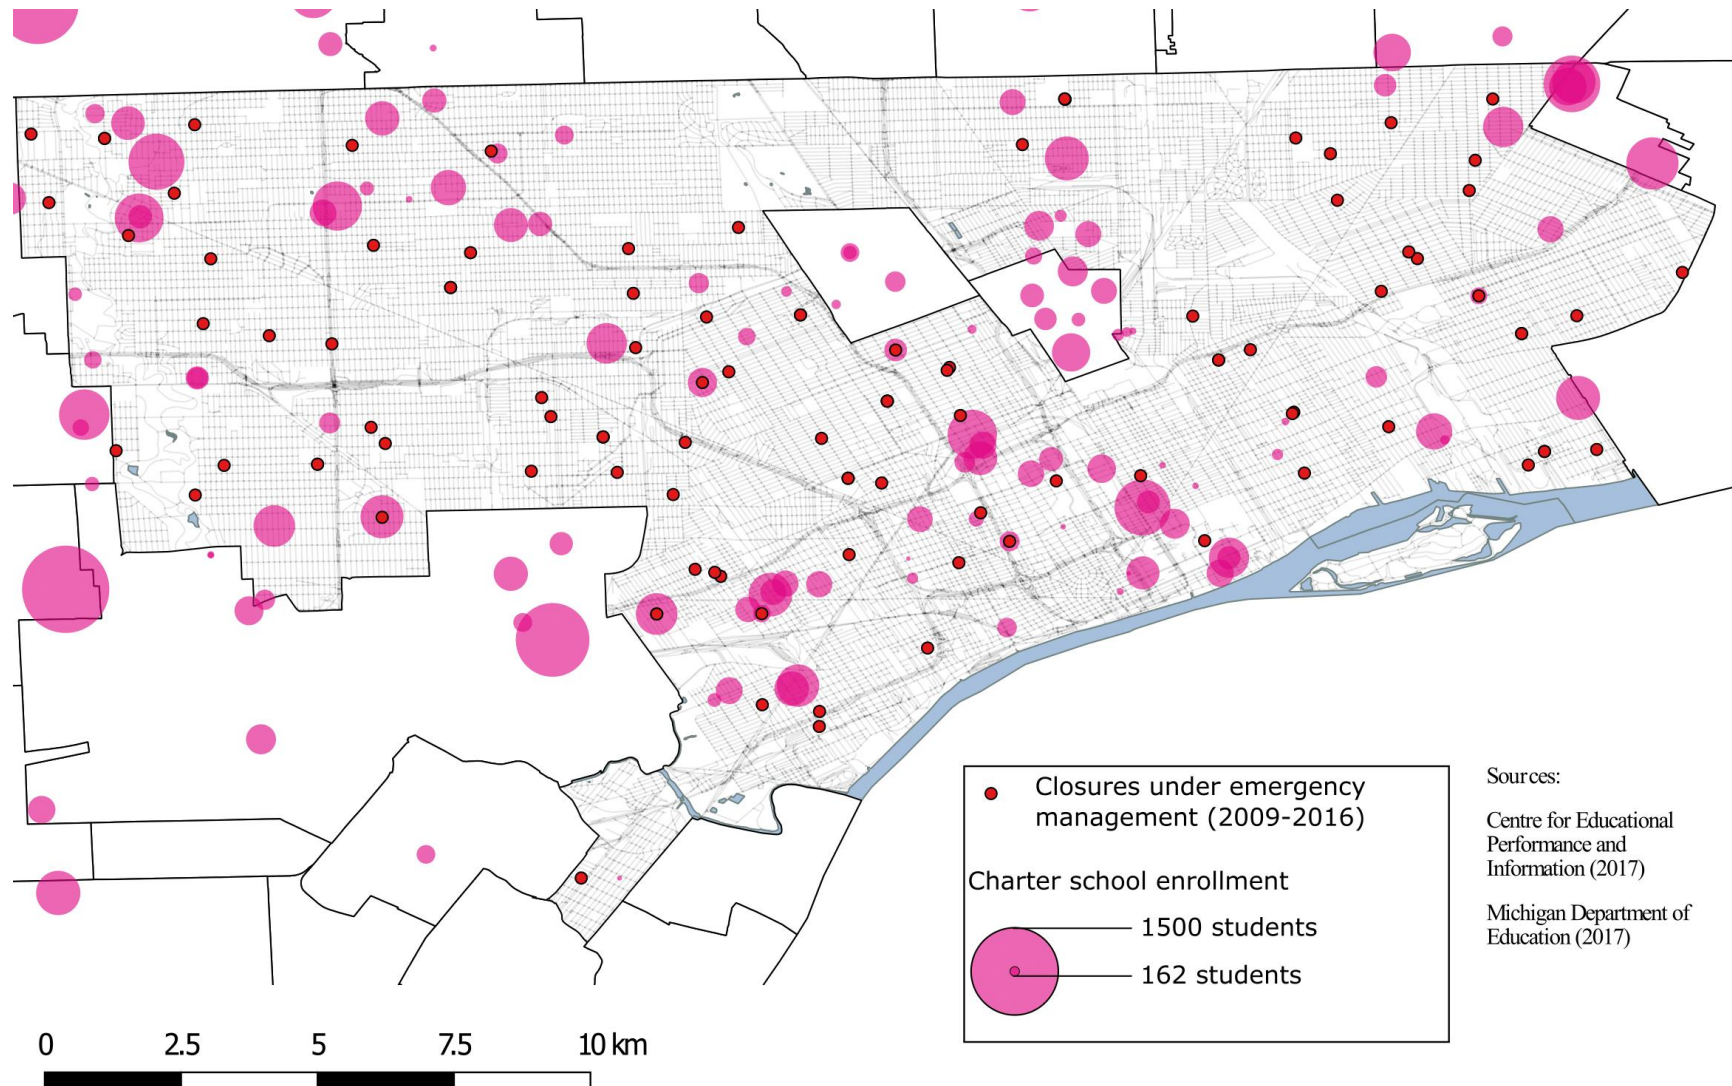 Closures under emergency
management (2009-2016)
Charter school enrollment
1500 students
162 students
Sources:
Centre for Educational
Performance and
Information (2017)
Michigan Department of
Education (2017)
0 2.5 5 7.5 10 km